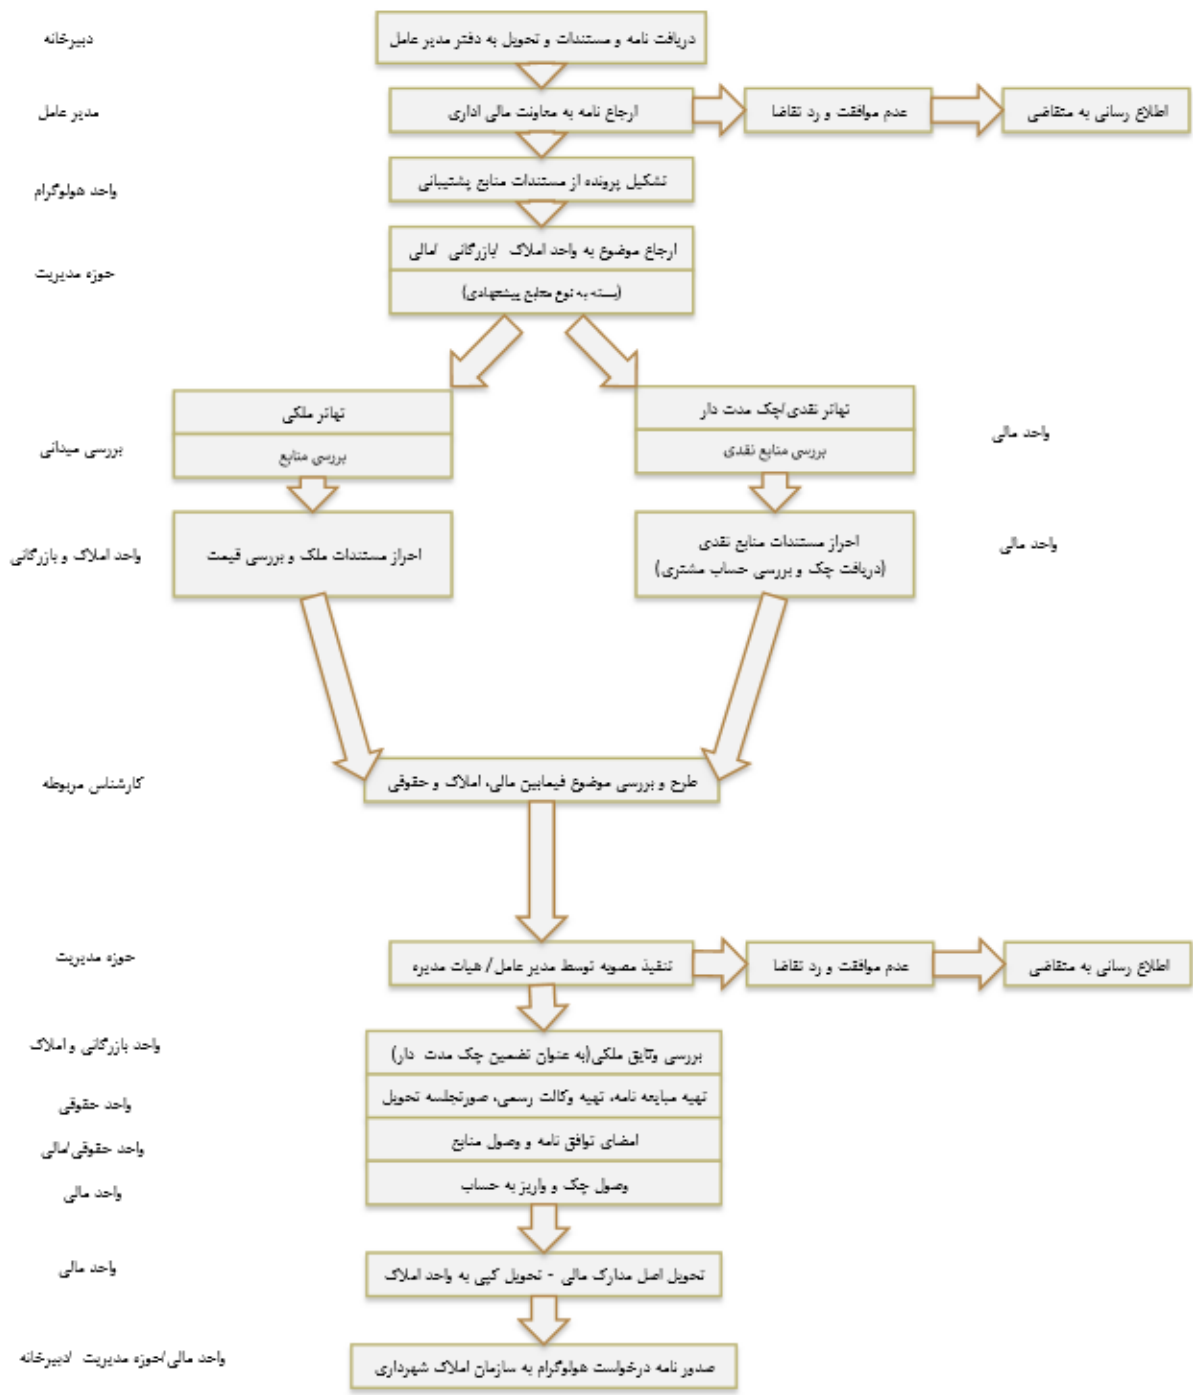 دبیرخانه
دریافت نامه و مستندات و تحویل به دفتر مدیر عامل
مدیر عامل
ارجاع نامه به معاونت مالی اداری
عدم موافقت و رد تقاضا
اطلاع رسانی به متقاضی
واحد هولوگرام
تشکیل پرونده از مستندات منابع پشتیبانی
حوزه مدیریت
ارجاع موضوع به واحد املاک /بازرگانی /مالی
(بسته به نوع منابع پیشنهادی)
تهاتر نقدی/چک مدت دار
بررسی منابع نقدی
واحد مالی
تهاتر ملکی
بررسی منابع
بررسی میدانی
احراز مستندات منابع نقدی
(دریافت چک و بررسی حساب مشتری)
واحد مالی
احراز مستندات ملک و بررسی قیمت
واحد املاک و بازرگانی
کارشناس مربوطه
طرح و بررسی موضوع فیمابین مالی، املاک و حقوقی
حوزه مدیریت
تنفیذ مصوبه توسط مدیر عامل/ هیات مدیره
عدم موافقت و رد تقاضا
اطلاع رسانی به متقاضی
واحد بازرگانی و املاک
بررسی وثایق ملکی(به عنوان تضمین چک مدت دار)
واحد حقوقی
تهیه مبایعه نامه، تهیه وکالت رسمی، صورتجلسه تحویل
واحد حقوقی/مالی
امضای توافق نامه و وصول منابع
واحد مالی
وصول چک و واریز به حساب
واحد مالی
تحویل اصل مدارک مالی - تحویل کپی به واحد املاک
واحد مالی/حوزه مدیریت /دبیرخانه
صدور نامه درخواست هولوگرام به سازمان املاک شهرداری